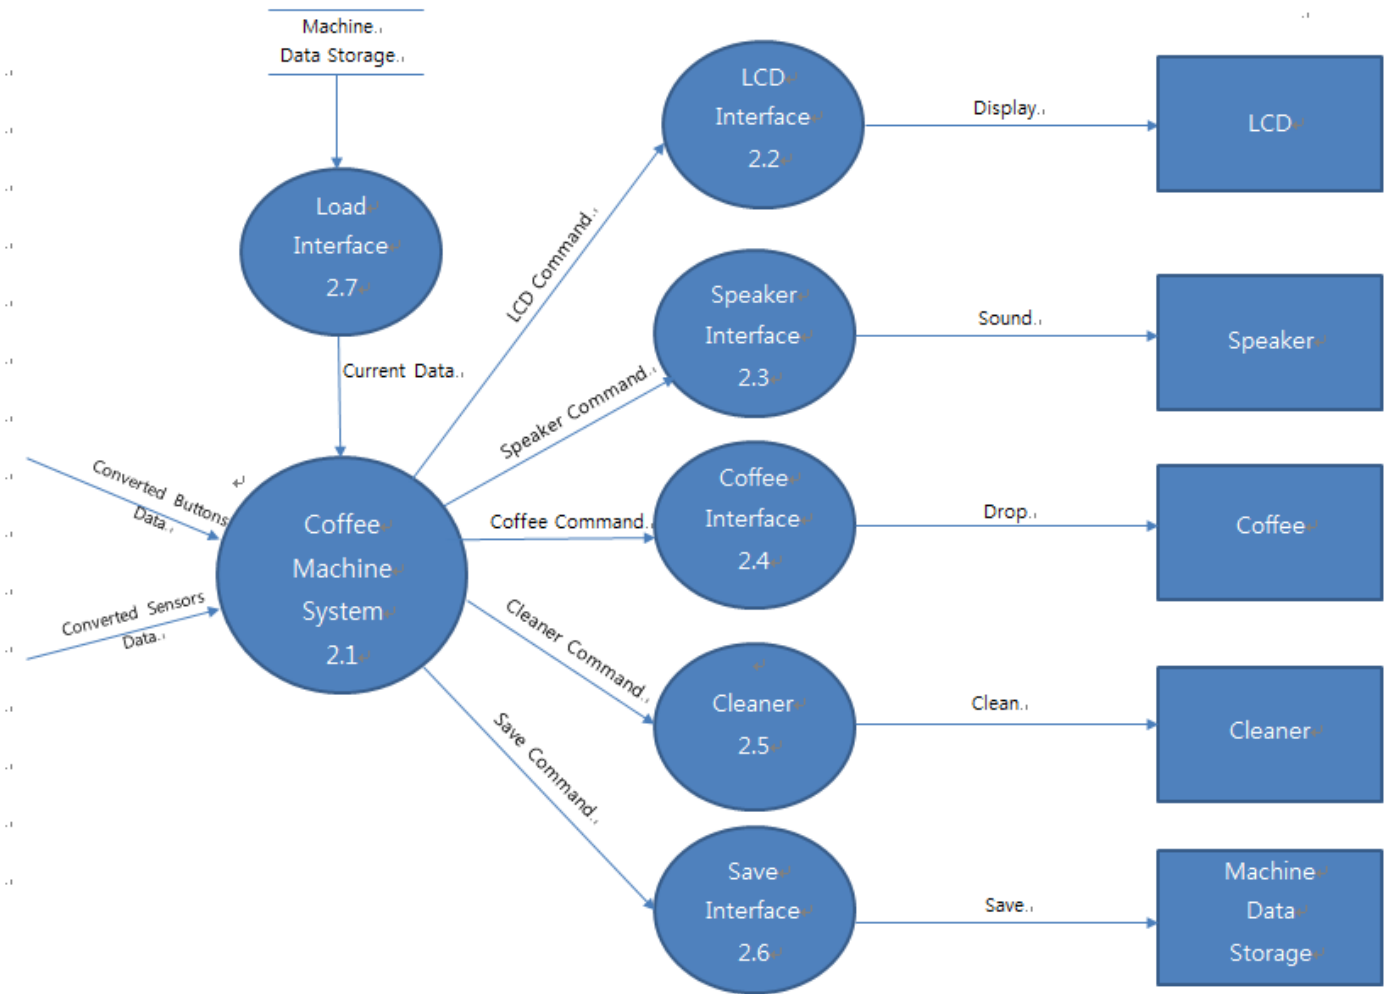 Machine
Data Storage
Load
Interface
2.7
Current Data
Converted Buttons
Data
Converted Sensors
Data
Coffee
Machine
System
2.1
LCD Command
Speaker Command
Coffee Command
Cleaner Command
Save Command
LCD
Interface
2.2
Display
LCD
Speaker
Interface
2.3
Sound
Speaker
Coffee
Interface
2.4
Drop
Coffee
Cleaner
2.5
Clean
Cleaner
Save
Interface
2.6
Save
Machine
Data
Storage